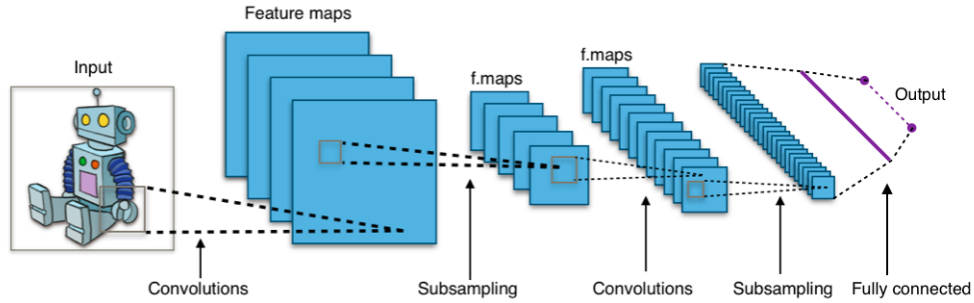 Feature maps
Input
f.maps
f.maps
Output
Convolutions
Subsampling
Convolutions
Subsampling
Fully connected